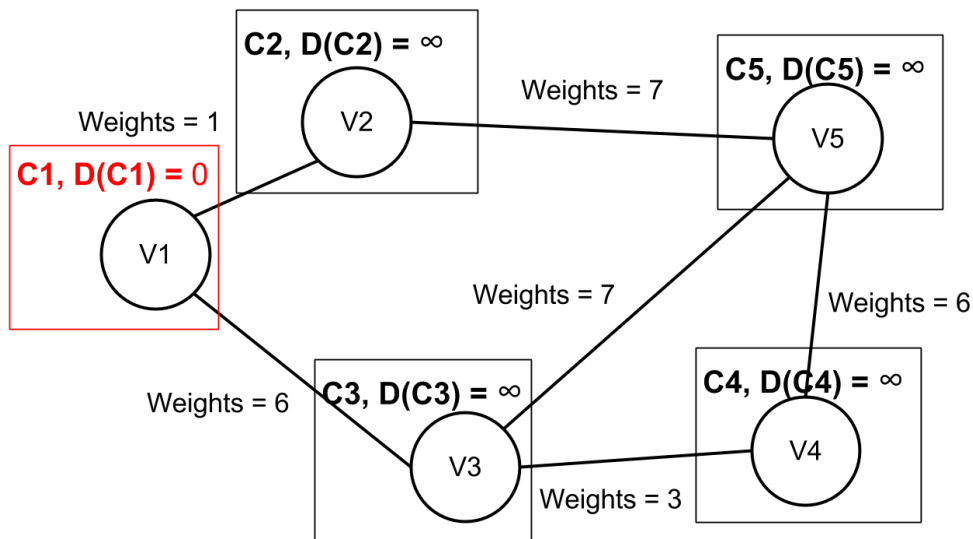 C2, D(C2) = ∞
C5, D(C5) = ∞
Weights = 7
Weights = 1
V2
V5
C1, D(C1) = 0
V1
Weights = 7
Weights = 6
C4, D(C4) = ∞
C3, D(C3) = ∞
Weights = 6
V4
V3
Weights = 3